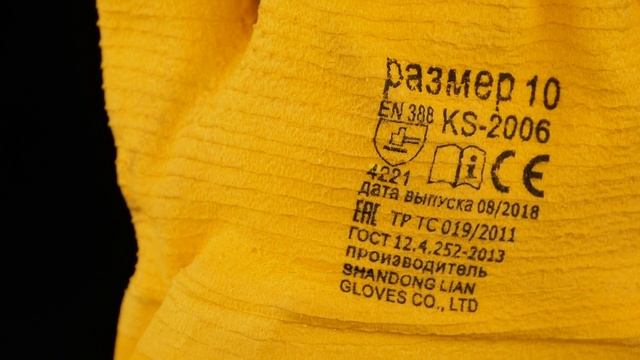 размер 10
EN 388
KS-2006
4221
i
CE
дата выпуска 08/2018
EAC ТР ТС 019/2011
ГОСТ 12.4.252-2013
производитель
SHANDONG LIAN
GLOVES CO., LTD